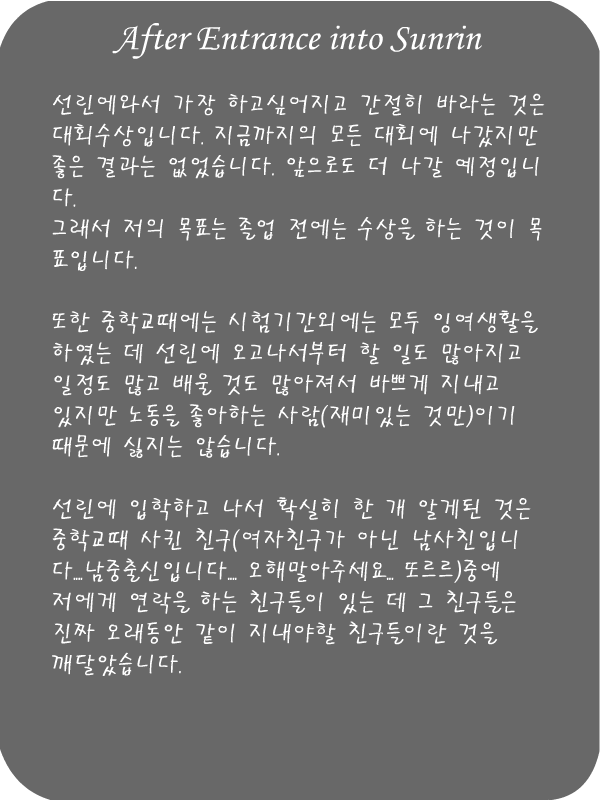 After Entrance into Sunrin
선린에와서 가장 하고싶어지고 간절히 바라는 것은
대회수상입니다. 지금까지의 모든 대회에 나갔지만
좋은 결과는 없었습니다. 앞으로도 더 나갈 예정입니
다.
그래서 저의 목표는 졸업 전에는 수상을 하는 것이 목
표입니다.
또한 중학교때에는 시험기간외에는 모두 잉여생활을
하였는 데 선린에 오고나서부터 할 일도 많아지고
일정도 많고 배울 것도 많아져서 바쁘게 지내고
있지만 노동을 좋아하는 사람(재미있는 것만)이기
때문에 싫지는 않습니다.
선린에 입학하고 나서 확실히 한 개 알게된 것은
중학교때 사귄 친구(여자친구가 아닌 남사친입니
다....남중출신입니다.... 오해말아주세요... 또르르)중에
저에게 연락을 하는 친구들이 있는 데 그 친구들은
진짜 오래동안 같이 지내야할 친구들이란 것을
깨달았습니다.